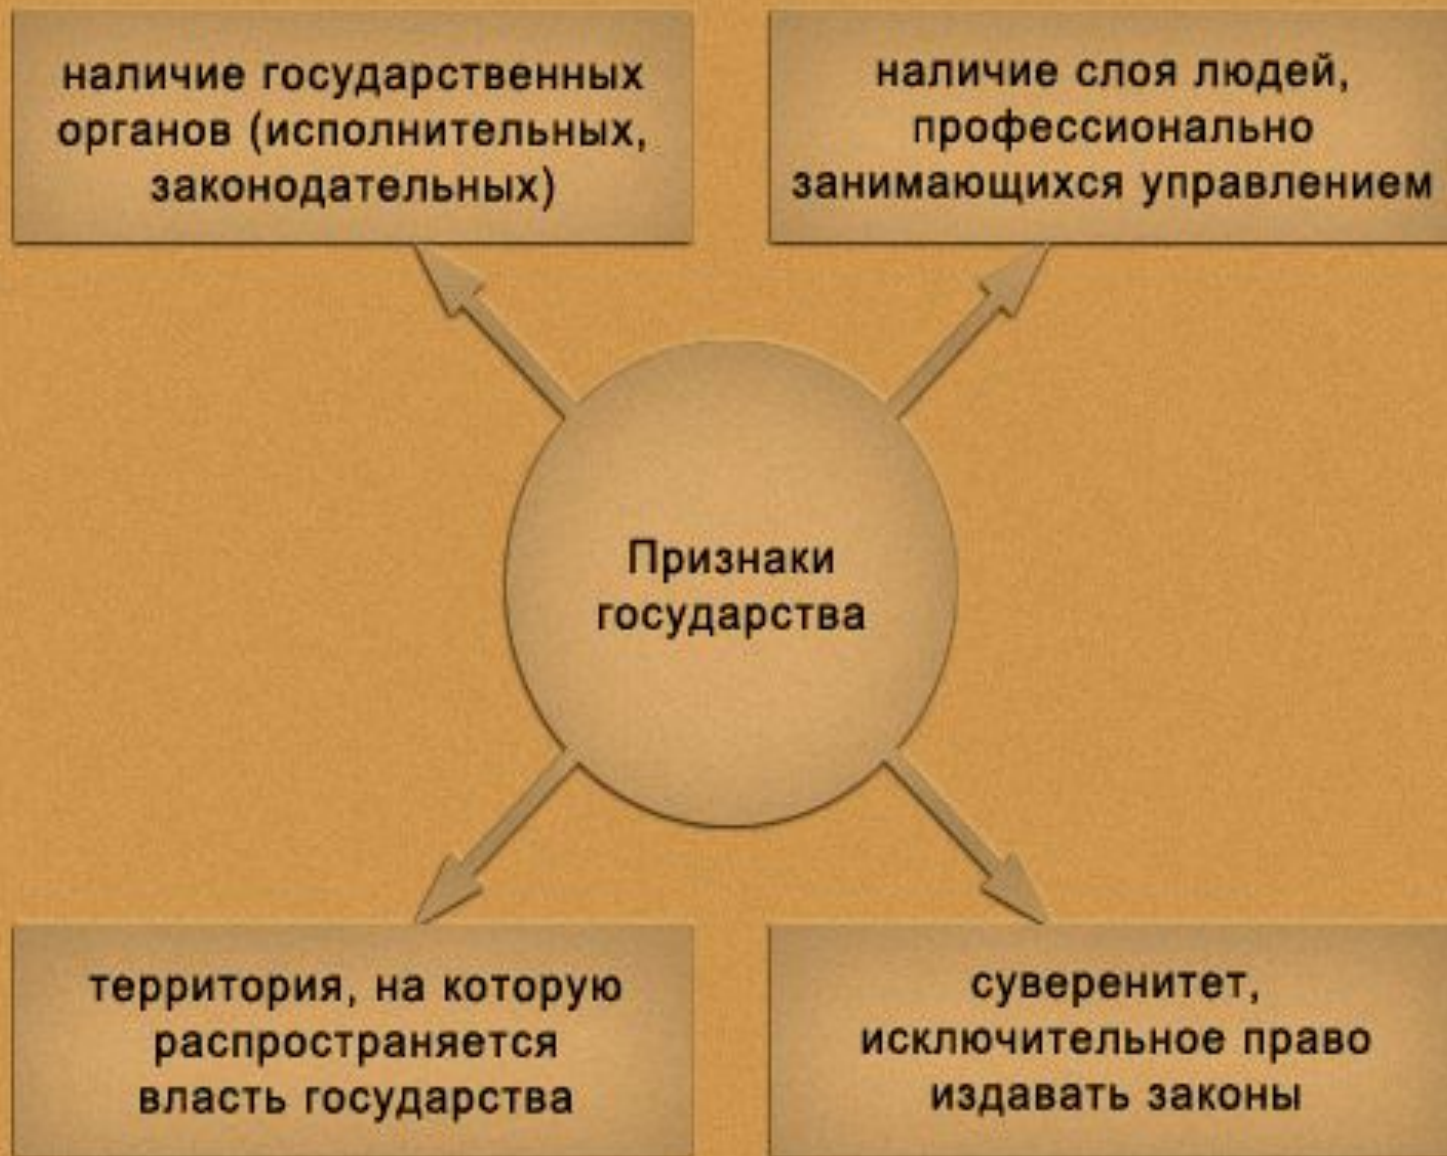 наличие государственных
органов (исполнительных,
законодательных)
наличие слоя людей,
профессионально
занимающихся управлением
Признаки
государства
территория, на которую
распространяется
власть государства
суверенитет,
исключительное право
издавать законы